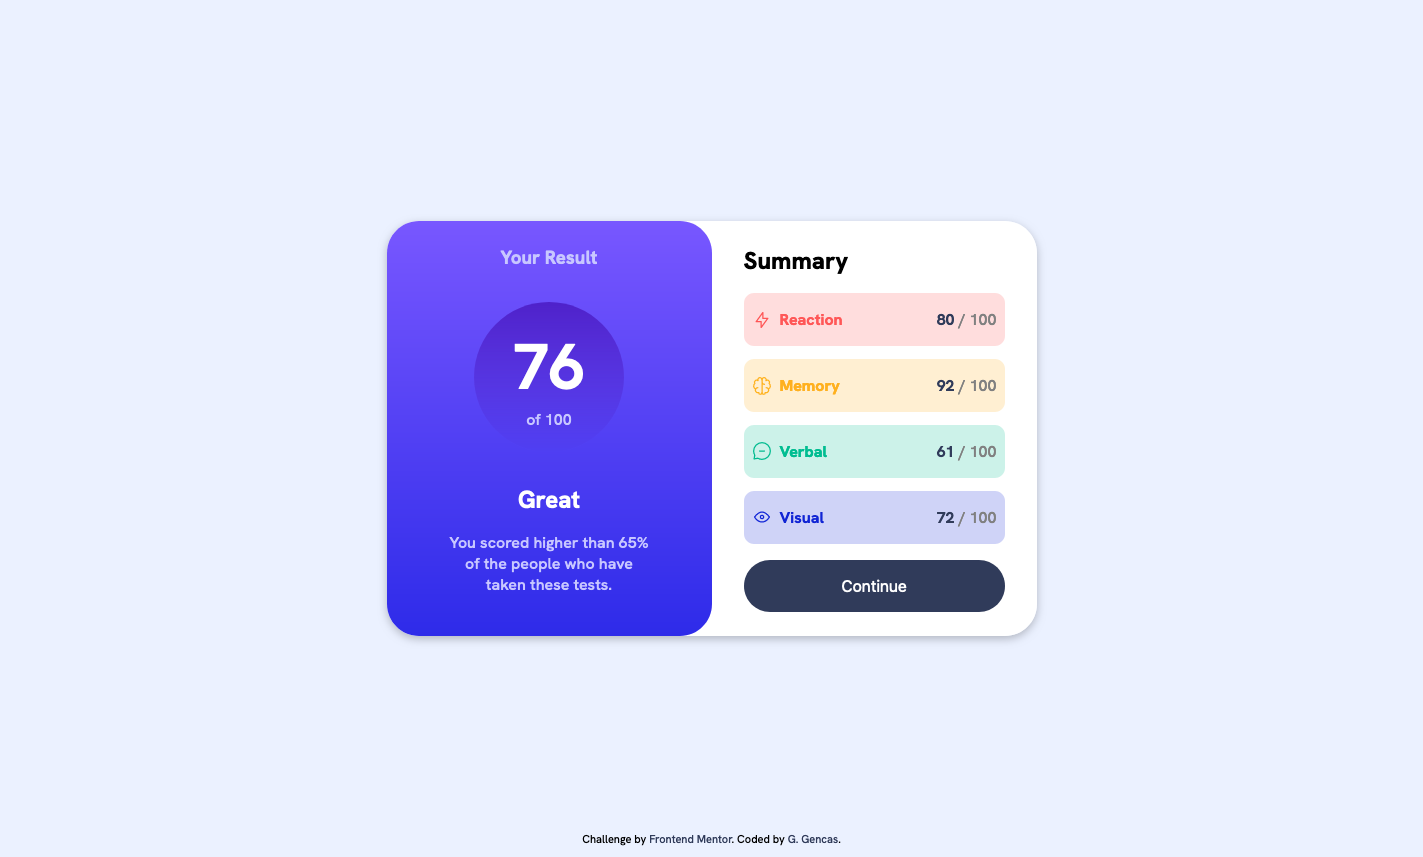 Your Result
76
of 100
Great
You scored higher than 65%
of the people who have
taken these tests.
Summary
Reaction 80 / 100
Memory 92 / 100
Verbal 61 / 100
Visual 72 / 100
Continue
Challenge by Frontend Mentor. Coded by G. Gencas.